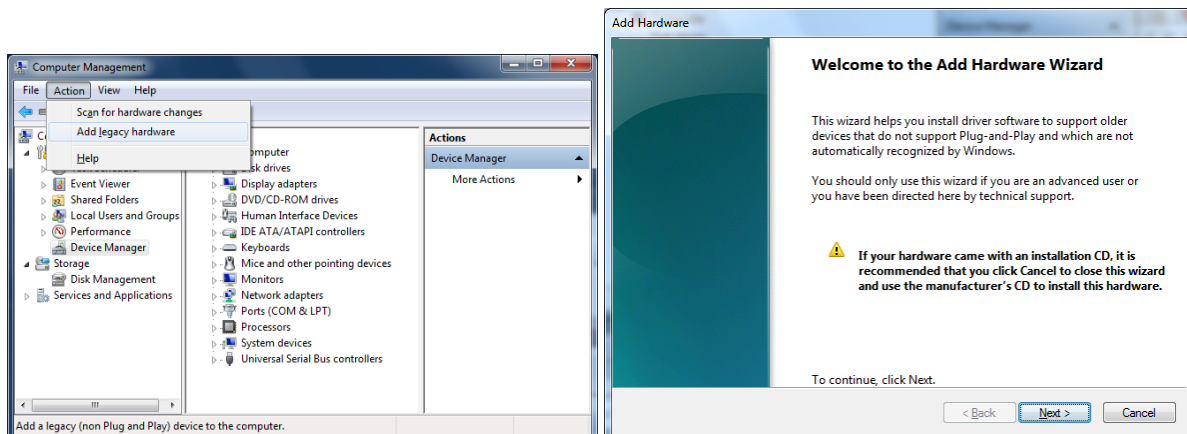 Computer Management
File Action View Help
Scan for hardware changes
Add legacy hardware
Help
Event Viewer
Shared Folders
Local Users and Groups
Performance
Device Manager
Storage
Disk Management
Services and Applications
Disk drives
Display adapters
DVD/CD-ROM drives
Human Interface Devices
IDE ATA/ATAPI controllers
Keyboards
Mice and other pointing devices
Monitors
Network adapters
Ports (COM & LPT)
Processors
System devices
Universal Serial Bus controllers
Actions
Device Manager
More Actions
Add a legacy (non Plug and Play) device to the computer.
Add Hardware
Welcome to the Add Hardware Wizard
This wizard helps you install driver software to support older
devices that do not support Plug-and-Play and which are not
automatically recognized by Windows.
You should only use this wizard if you are an advanced user or
you have been directed here by technical support.
If your hardware came with an installation CD, it is
recommended that you click Cancel to close this wizard
and use the manufacturer's CD to install this hardware.
To continue, click Next.
< Back Next > Cancel